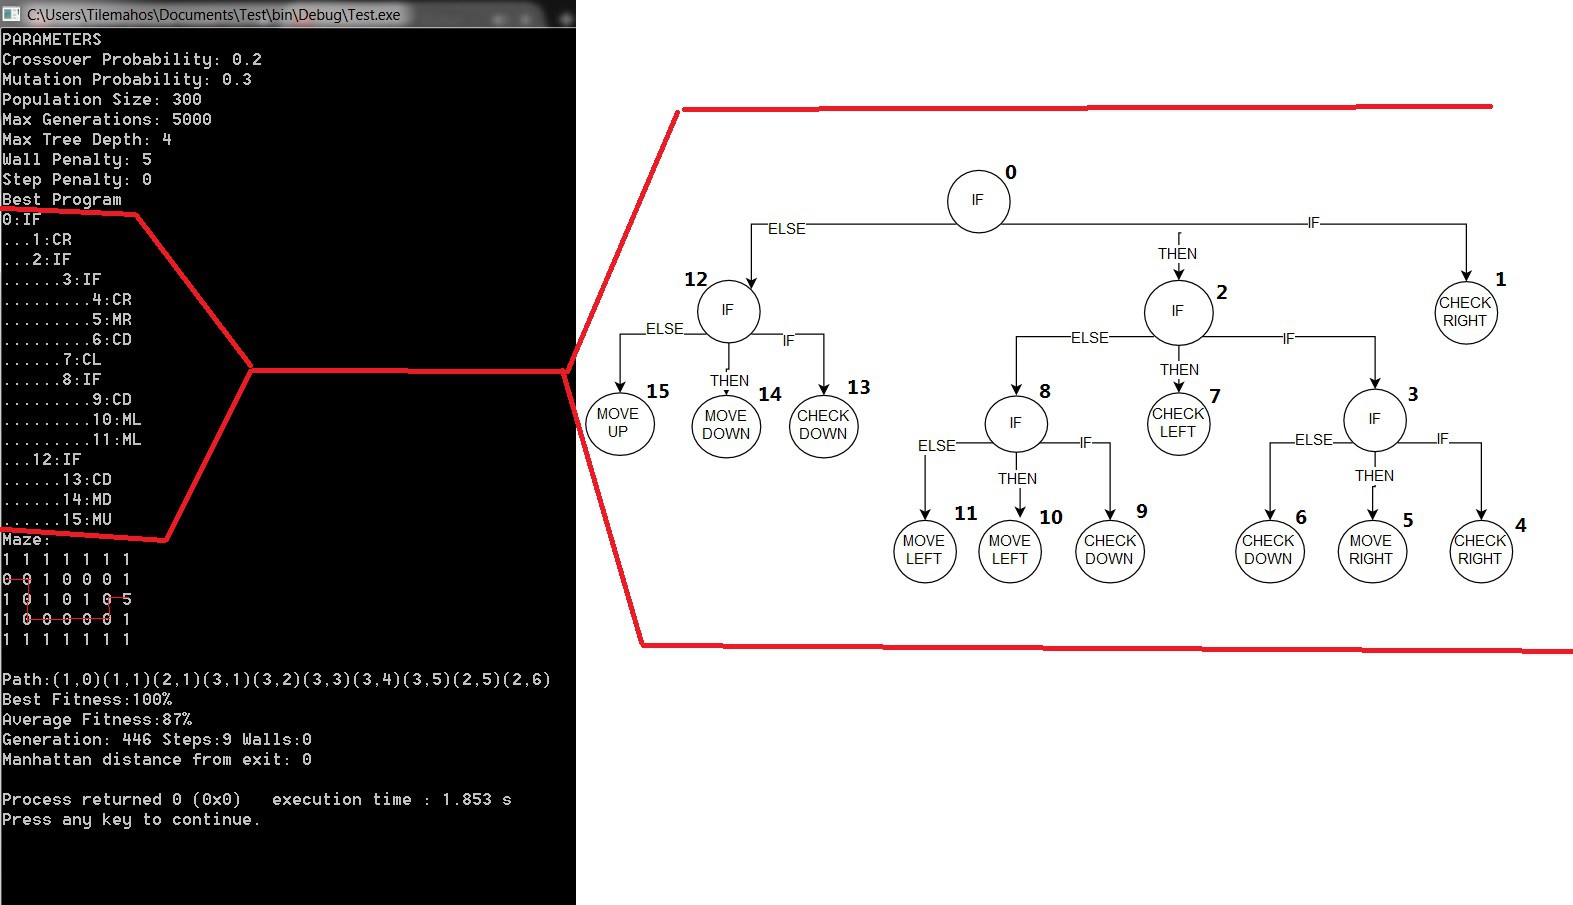 C:\Users\Tilemahos\Documents\Test\bin\Debug\Test.exe
PARAMETERS
Crossover Probability: 0.2
Mutation Probability: 0.3
Population Size: 300
Max Generations: 5000
Max Tree Depth: 4
Wall Penalty: 5
Step Penalty: 0
Best Program
0:IF
...1:CR
...2:IF
......3:IF
.........4:CR
.........5:MR
.........6:CD
......7:CL
......8:IF
.........9:CD
.........10:ML
.........11:ML
...12:IF
......13:CD
......14:MD
......15:MU
Maze:
1 1 1 1 1 1 1
0 0 1 0 0 0 1
1 0 1 0 1 0 5
1 0 0 0 0 0 1
1 1 1 1 1 1 1
Path:(1,0)(1,1)(2,1)(3,1)(3,2)(3,3)(3,4)(3,5)(2,5)(2,6)
Best Fitness:100%
Average Fitness:87%
Generation: 446 Steps:9 Walls:0
Manhattan distance from exit: 0
Process returned 0 (0x0)   execution time : 1.853 s
Press any key to continue.
0
IF
ELSE
THEN
IF
12
IF
2
IF
1
CHECK
RIGHT
ELSE
THEN
IF
ELSE
THEN
IF
15
MOVE
UP
14
MOVE
DOWN
13
CHECK
DOWN
8
IF
7
CHECK
LEFT
3
IF
ELSE
THEN
IF
ELSE
THEN
IF
11
MOVE
LEFT
10
MOVE
LEFT
9
CHECK
DOWN
6
CHECK
DOWN
5
MOVE
RIGHT
4
CHECK
RIGHT